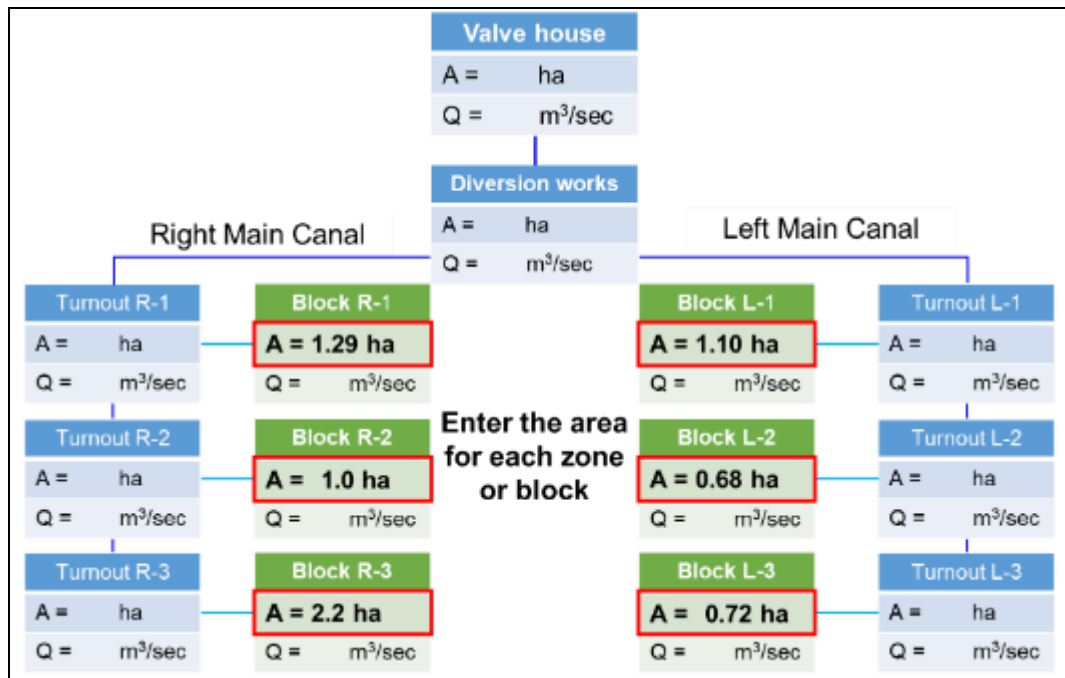 Valve house
A = ha
Q = m³/sec
Diversion works
A = ha
Q = m³/sec
Right Main Canal
Left Main Canal
Turnout R-1
A = ha
Q = m³/sec
Block R-1
A = 1.29 ha
Q = m³/sec
Block L-1
A = 1.10 ha
Q = m³/sec
Turnout L-1
A = ha
Q = m³/sec
Enter the area
for each zone
or block
Turnout R-2
A = ha
Q = m³/sec
Block R-2
A = 1.0 ha
Q = m³/sec
Block L-2
A = 0.68 ha
Q = m³/sec
Turnout L-2
A = ha
Q = m³/sec
Turnout R-3
A = ha
Q = m³/sec
Block R-3
A = 2.2 ha
Q = m³/sec
Block L-3
A = 0.72 ha
Q = m³/sec
Turnout L-3
A = ha
Q = m³/sec